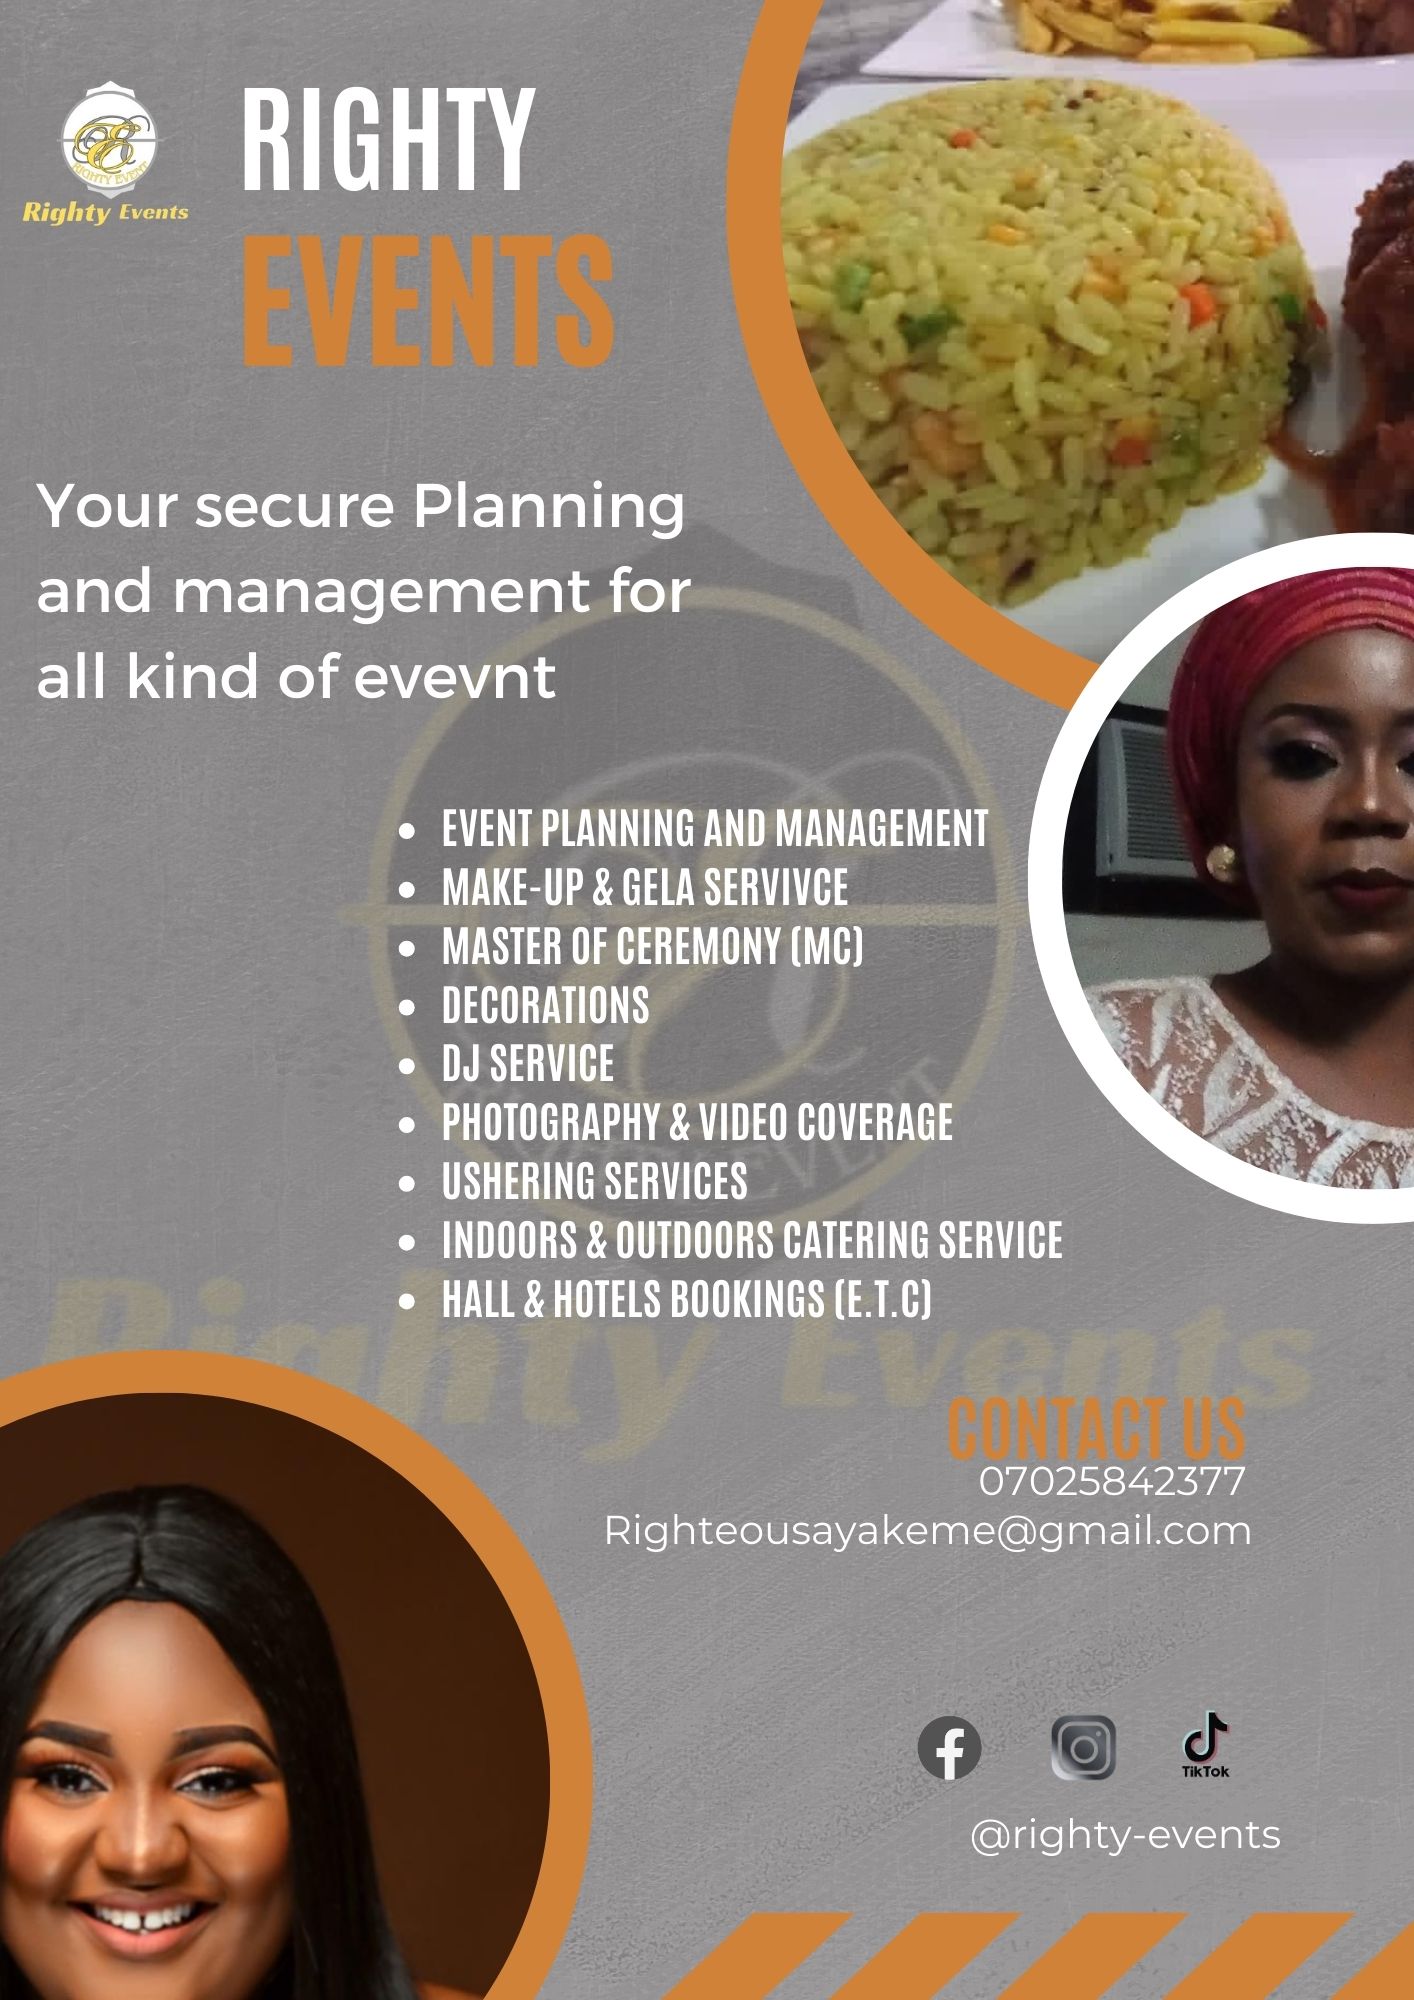 RIGHTY EVENT
Righty Events
RIGHTY
EVENTS
Your secure Planning
and management for
all kind of evevnt
• EVENT PLANNING AND MANAGEMENT
• MAKE-UP & GELA SERVIVCE
• MASTER OF CEREMONY (MC)
• DECORATIONS
• DJ SERVICE
• PHOTOGRAPHY & VIDEO COVERAGE
• USHERING SERVICES
• INDOORS & OUTDOORS CATERING SERVICE
• HALL & HOTELS BOOKINGS (E.T.C)
Righty Events
CONTACT US
07025842377
Righteousayakeme@gmail.com
TikTok
@righty-events